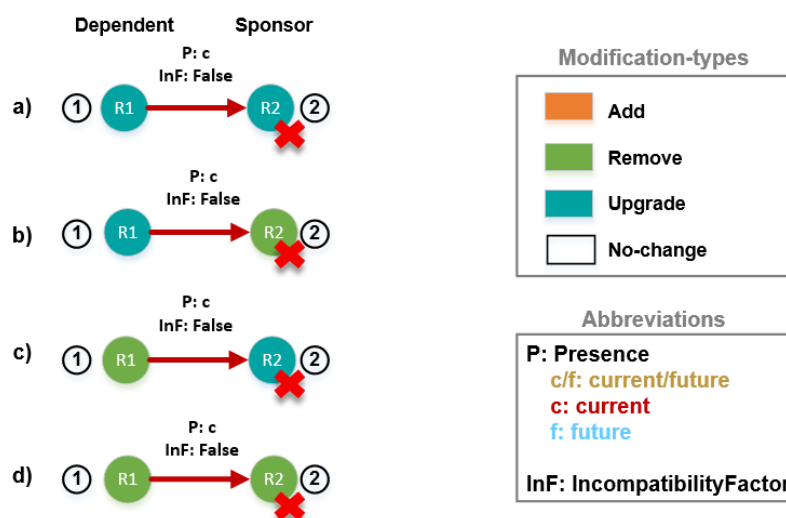 Dependent Sponsor
P: c
InF: False
a) 1 R1 R2 2
P: c
InF: False
b) 1 R1 R2 2
P: c
InF: False
c) 1 R1 R2 2
P: c
InF: False
d) 1 R1 R2 2
Modification-types
Add
Remove
Upgrade
No-change
Abbreviations
P: Presence
c/f: current/future
c: current
f: future
InF: IncompatibilityFactor